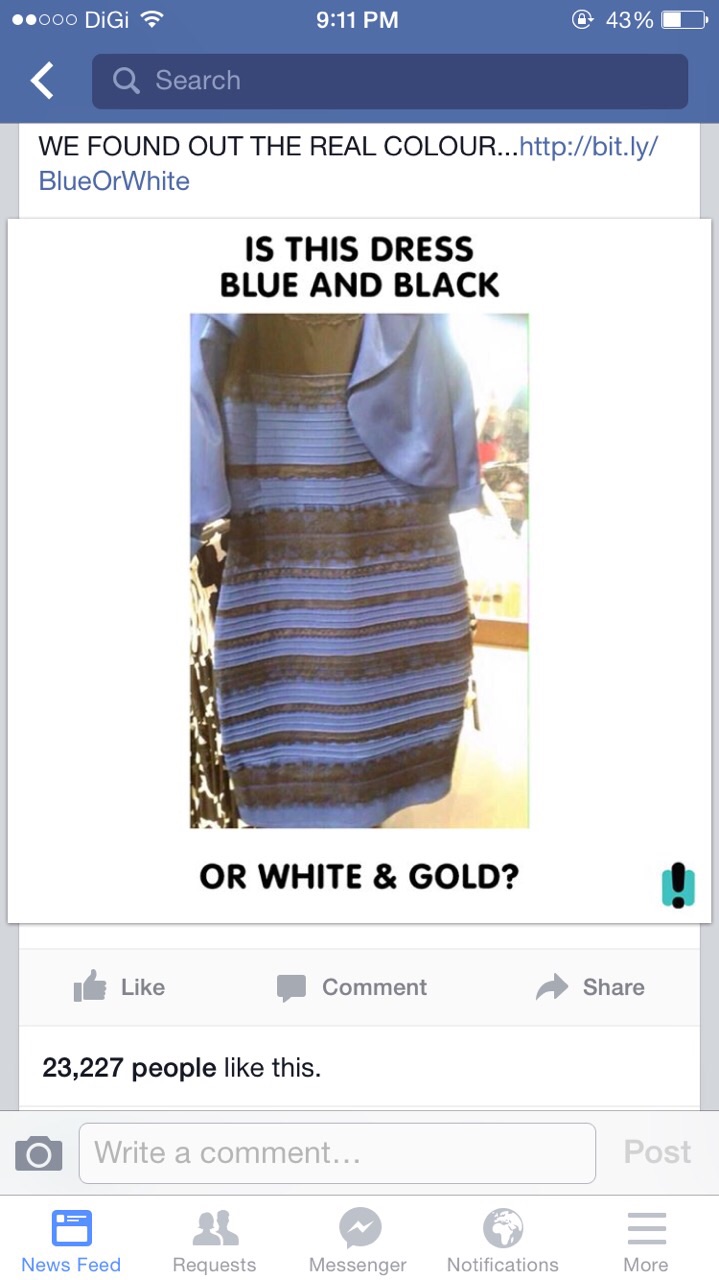 DiGi 9:11 PM 43%
Search
WE FOUND OUT THE REAL COLOUR...http://bit.ly/
BlueOrWhite
IS THIS DRESS
BLUE AND BLACK
OR WHITE & GOLD?
!
Like Comment Share
23,227 people like this.
Write a comment... Post
News Feed Requests Messenger Notifications More